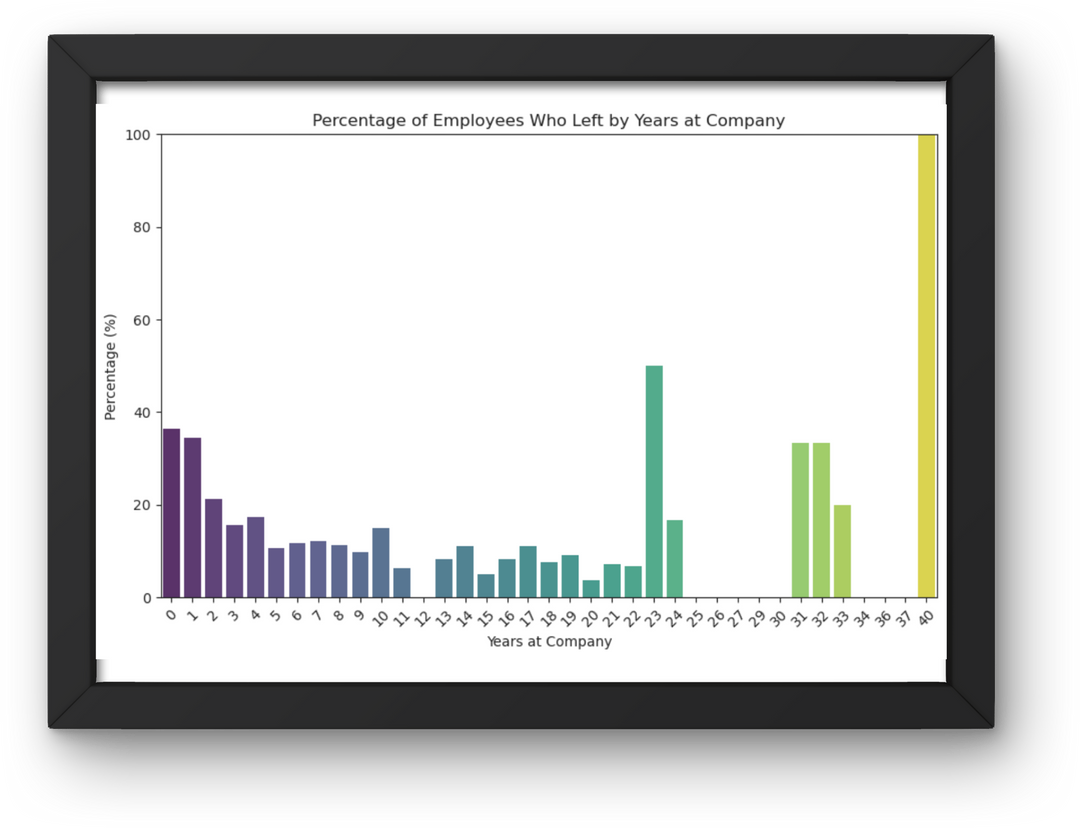 Percentage of Employees Who Left by Years at Company
100
80
60
40
20
0
Percentage (%)
0 1 2 3 4 5 6 7 8 9 10 11 12 13 14 15 16 17 18 19 20 21 22 23 24 25 26 27 29 30 31 32 33 34 36 37 40
Years at Company